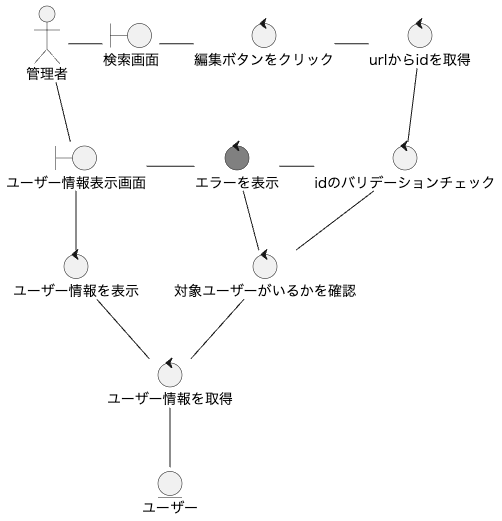 管理者
検索画面
編集ボタンをクリック
urlからidを取得
ユーザー情報表示画面
エラーを表示
idのバリデーションチェック
ユーザー情報を表示
対象ユーザーがいるかを確認
ユーザー情報を取得
ユーザー